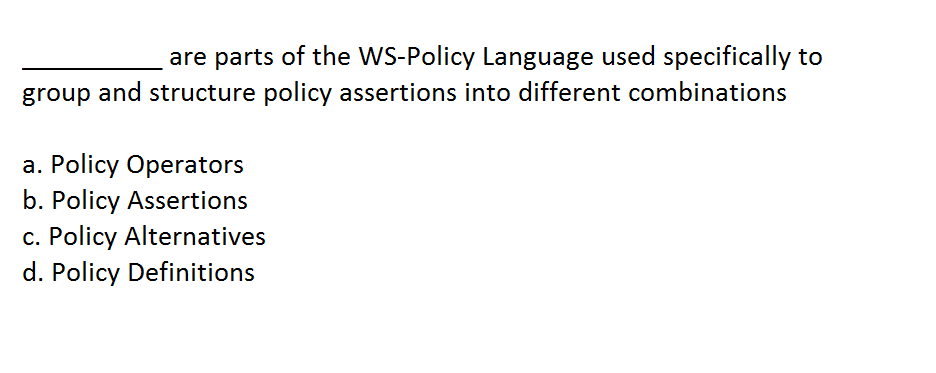 __________ are parts of the WS-Policy Language used specifically to
group and structure policy assertions into different combinations
a. Policy Operators
b. Policy Assertions
c. Policy Alternatives
d. Policy Definitions